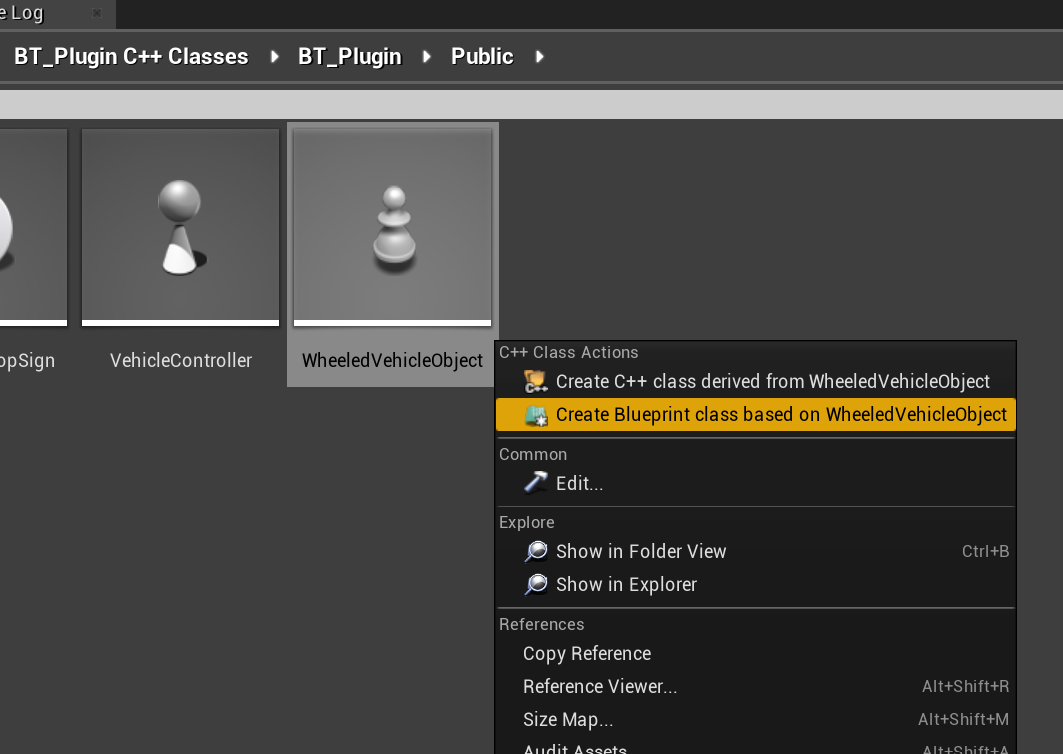 e Log
BT_Plugin C++ Classes BT_Plugin Public
opSign VehicleController WheeledVehicleObject
C++ Class Actions
Create C++ class derived from WheeledVehicleObject
Create Blueprint class based on WheeledVehicleObject
Common
Edit...
Explore
Show in Folder View Ctrl+B
Show in Explorer
References
Copy Reference
Reference Viewer... Alt+Shift+R
Size Map... Alt+Shift+M
Audit Assets Alt+Shift+A